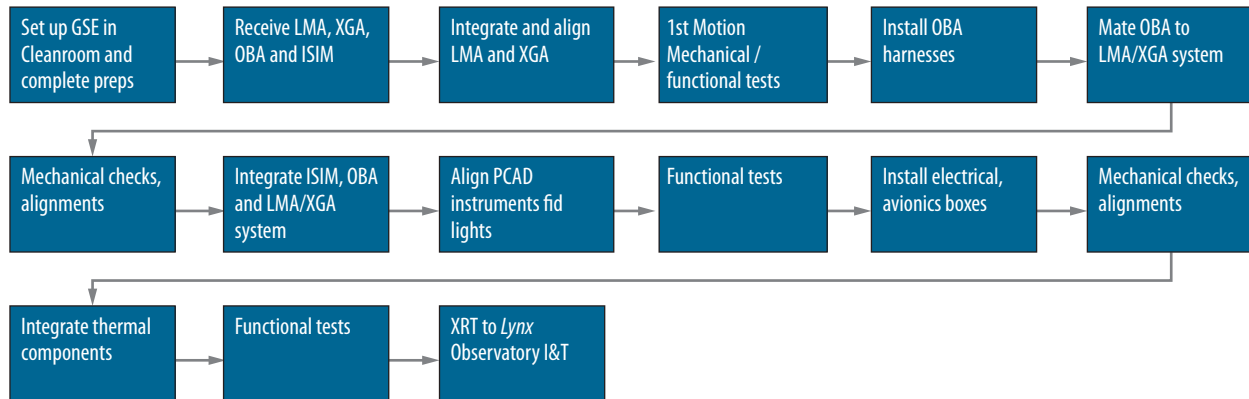 Set up GSE in
Cleanroom and
complete preps
Receive LMA, XGA,
OBA and ISIM
Integrate and align
LMA and XGA
1st Motion
Mechanical /
functional tests
Install OBA
harnesses
Mate OBA to
LMA/XGA system
Mechanical checks,
alignments
Integrate ISIM, OBA
and LMA/XGA
system
Align PCAD
instruments fid
lights
Functional tests
Install electrical,
avionics boxes
Mechanical checks,
alignments
Integrate thermal
components
Functional tests
XRT to Lynx
Observatory I&T